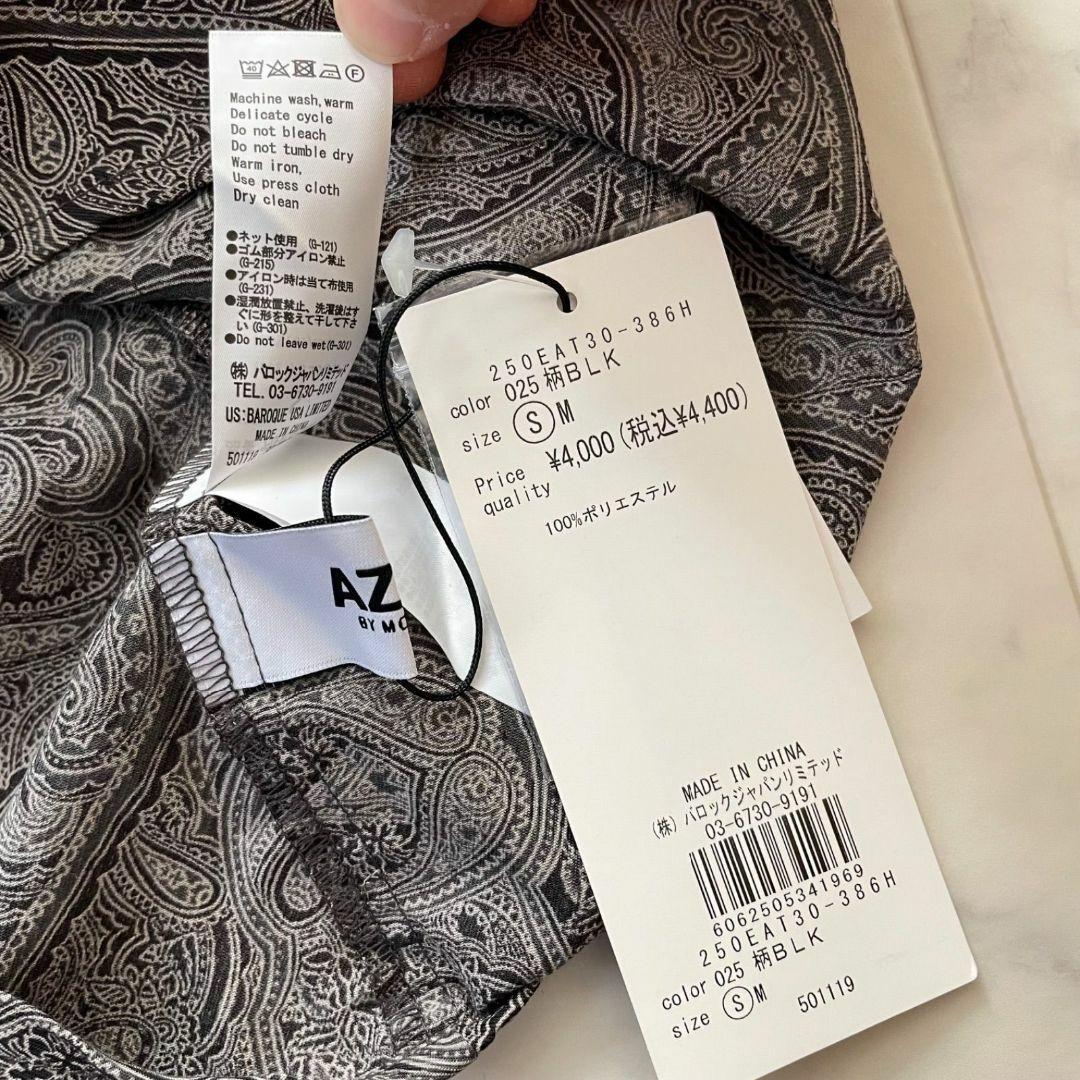 40
F
Machine wash, warm
Delicate cycle
Do not bleach
Do not tumble dry
Warm iron,
Use press cloth
Dry clean
●ネット使用 (G-121)
●ゴム部分アイロン禁止
(G-215)
●アイロン時は当て布使用
(G-231)
●湿潤放置禁止、洗濯後はす
ぐに形を整えて干して下さ
い(G-301)
●Do not leave wet(G-301)
(株) バロックジャパンリミテッド
TEL. 03-6730-9191
US:BAROQUE USA LIMITED
MADE IN CHINA
501119
AZ
BY MO
250EAT30-386H
color 025 柄BLK
size S M
Price ¥4,000(税込¥4,400)
quality
100%ポリエステル
MADE IN CHINA
(株) バロックジャパンリミテッド
03-6730-9191
6062505341969
250EAT30-386H
color 025 柄BLK
size S M 501119